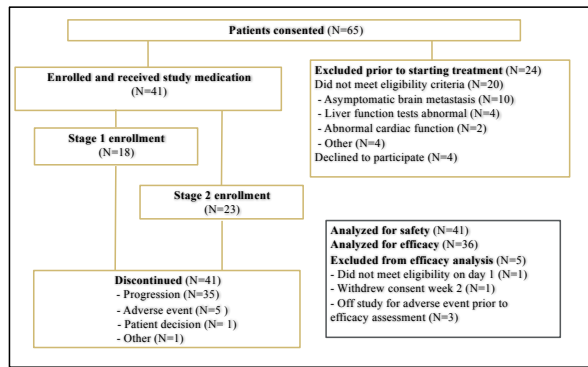 Patients consented (N=65)
Enrolled and received study medication
(N=41)
Excluded prior to starting treatment (N=24)
Did not meet eligibility criteria (N=20)
- Asymptomatic brain metastasis (N=10)
- Liver function tests abnormal (N=4)
- Abnormal cardiac function (N=2)
- Other (N=4)
Declined to participate (N=4)
Stage 1 enrollment
(N=18)
Stage 2 enrollment
(N=23)
Discontinued (N=41)
- Progression (N=35)
- Adverse event (N=5 )
- Patient decision (N= 1)
- Other (N=1)
Analyzed for safety (N=41)
Analyzed for efficacy (N=36)
Excluded from efficacy analysis (N=5)
- Did not meet eligibility on day 1 (N=1)
- Withdrew consent week 2 (N=1)
- Off study for adverse event prior to
efficacy assessment (N=3)